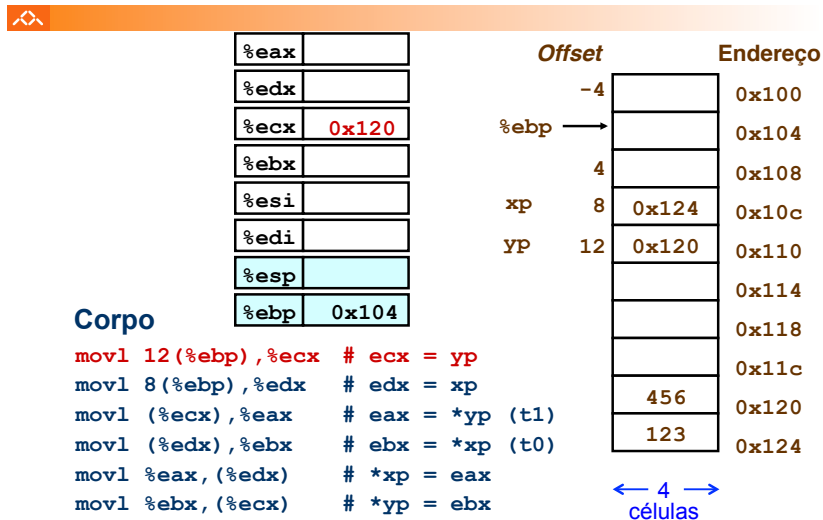 %eax
%edx
%ecx 0x120
%ebx
%esi
%edi
%esp
%ebp 0x104
Offset Endereço
-4 0x100
%ebp 0x104
4 0x108
xp 8 0x124 0x10c
yp 12 0x120 0x110
0x114
0x118
0x11c
456 0x120
123 0x124
4
células
Corpo
movl 12(%ebp),%ecx # ecx = yp
movl 8(%ebp),%edx # edx = xp
movl (%ecx),%eax # eax = *yp (t1)
movl (%edx),%ebx # ebx = *xp (t0)
movl %eax,(%edx) # *xp = eax
movl %ebx,(%ecx) # *yp = ebx